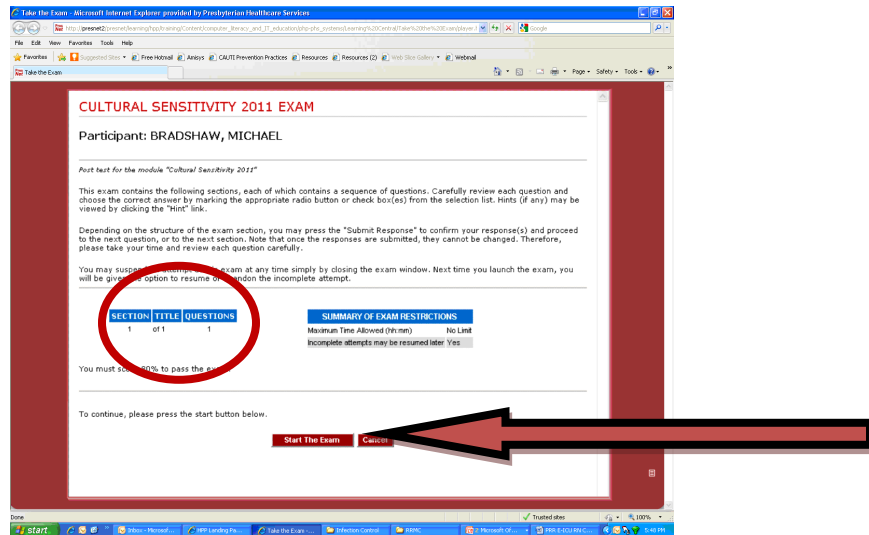 Take the Exam - Microsoft Internet Explorer provided by Presbyterian Healthcare Services
File Edit View Favorites Tools Help
Google
Favorites Suggested Sites Free Hotmail Amisys CAUTI Prevention Practices Resources Resources (2) Web Slice Gallery Webmail
Take the Exam Page Safety Tools
CULTURAL SENSITIVITY 2011 EXAM
Participant: BRADSHAW, MICHAEL
Post test for the module "Cultural Sensitivity 2011"
This exam contains the following sections, each of which contains a sequence of questions. Carefully review each question and
choose the correct answer by marking the appropriate radio button or check box(es) from the selection list. Hints (if any) may be
viewed by clicking the "Hint" link.
Depending on the structure of the exam section, you may press the "Submit Response" to confirm your response(s) and proceed
to the next question, or to the next section. Note that once the responses are submitted, they cannot be changed. Therefore,
please take your time and review each question carefully.
You may exam at any time simply by closing the exam window. Next time you launch the exam, you
will be option to resume or abandon the incomplete attempt.
SECTION TITLE QUESTIONS
1 of 1 1
SUMMARY OF EXAM RESTRICTIONS
Maximum Time Allowed (hh:mm) No Limit
Incomplete attempts may be resumed later Yes
You must to pass the
To continue, please press the start button below.
Start The Exam Cancel
Done Trusted sites 100%
start Inbox - Microsof... HPP Landing Pa... Take the Exam -... Infection Control RRMC 2 Microsoft Of... PRR E-ICU RN C... 5:48 PM